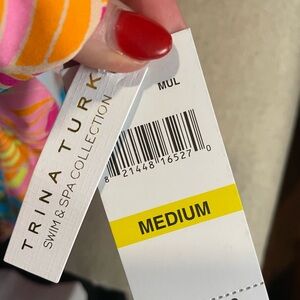 TRINA TURK
SWIM & SPA COLLECTION
MUL
8 21448 16527 0
MEDIUM